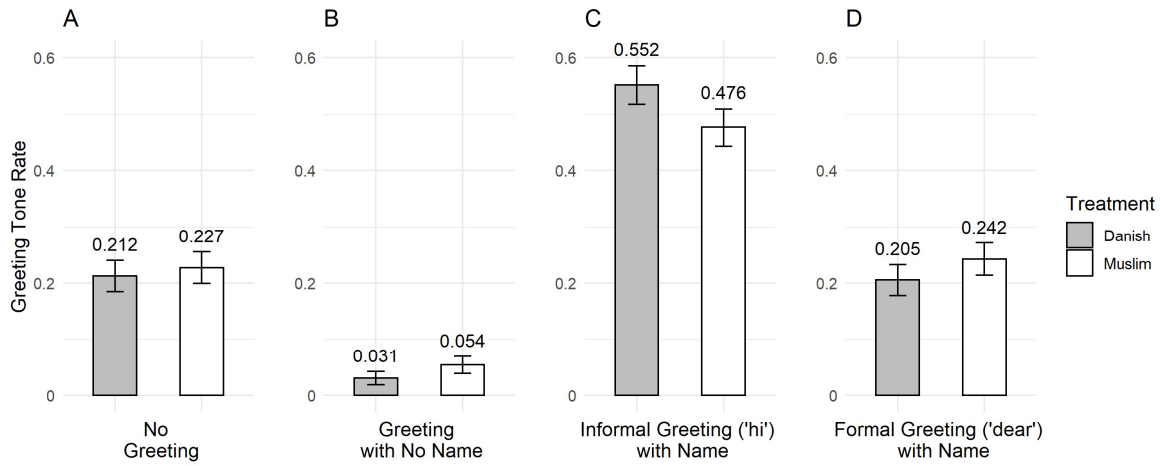 A
B
C
D
Greeting Tone Rate
0.6
0.4
0.2
0
0.212
0.227
No
Greeting
0.6
0.4
0.2
0
0.031
0.054
Greeting
with No Name
0.6
0.4
0.2
0
0.552
0.476
Informal Greeting ('hi')
with Name
0.6
0.4
0.2
0
0.205
0.242
Formal Greeting ('dear')
with Name
Treatment
Danish
Muslim